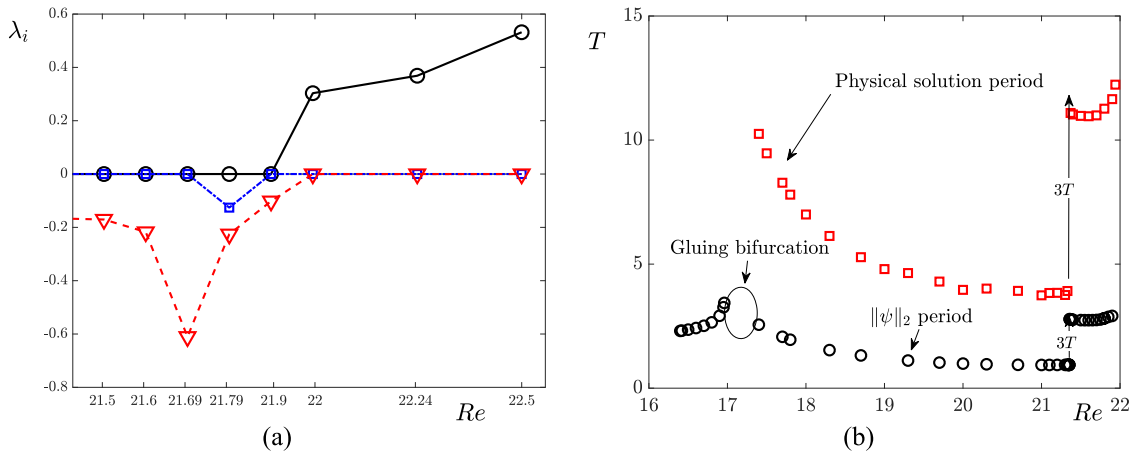 0.6
λᵢ
0.4
0.2
0
-0.2
-0.4
-0.6
-0.8
21.5 21.6 21.69 21.79 21.9 22 22.24 22.5
Re
(a)
15
T
Physical solution period
10
3T
Gluing bifurcation
5
‖ψ‖₂ period
3T
0
16 17 18 19 20 21 22
Re
(b)